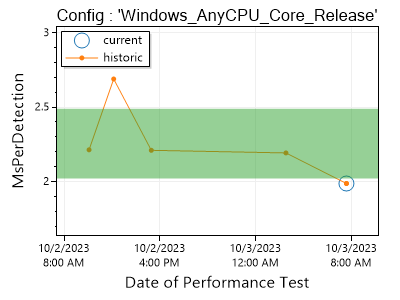 Config : 'Windows_AnyCPU_Core_Release'
current
historic
3
2.5
2
MsPerDetection
10/2/2023 10/2/2023 10/3/2023 10/3/2023
8:00 AM 4:00 PM 12:00 AM 8:00 AM
Date of Performance Test